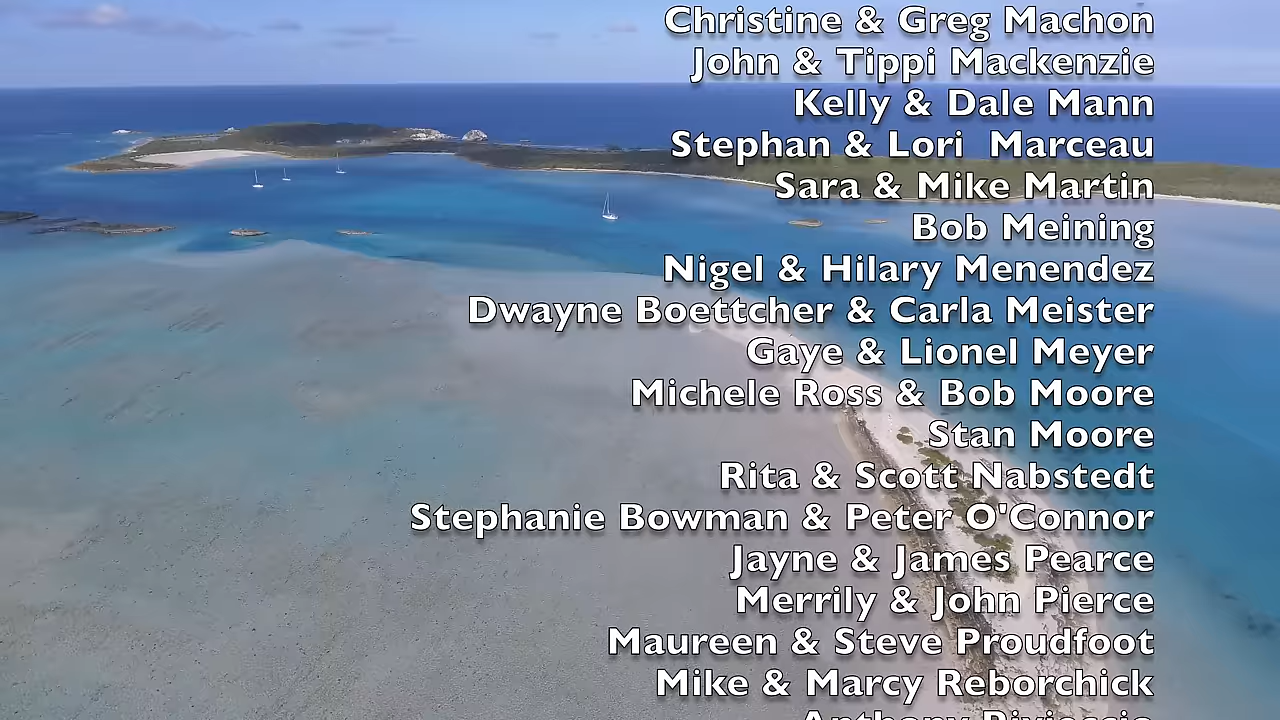 Christine & Greg Machon
John & Tippi Mackenzie
Kelly & Dale Mann
Stephan & Lori  Marceau
Sara & Mike Martin
Bob Meining
Nigel & Hilary Menendez
Dwayne Boettcher & Carla Meister
Gaye & Lionel Meyer
Michele Ross & Bob Moore
Stan Moore
Rita & Scott Nabstedt
Stephanie Bowman & Peter O'Connor
Jayne & James Pearce
Merrily & John Pierce
Maureen & Steve Proudfoot
Mike & Marcy Reborchick
Anthony